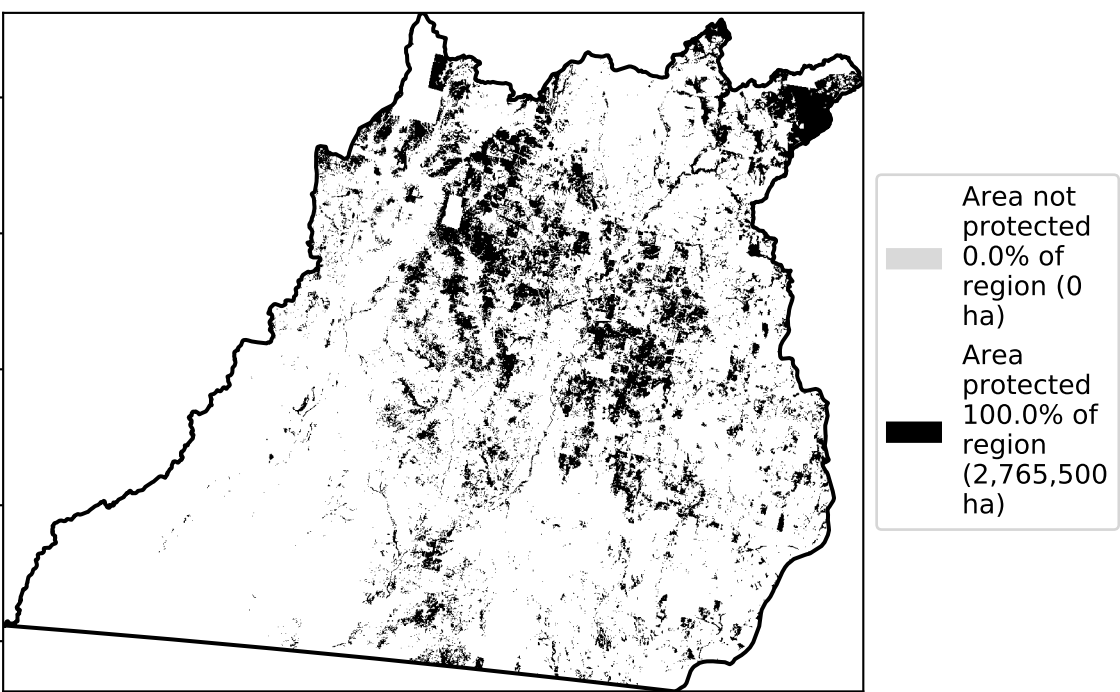 Area not
protected
0.0% of
region (0
ha)
Area
protected
100.0% of
region
(2,765,500
ha)